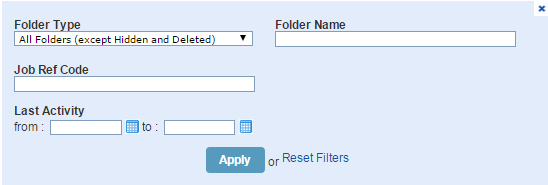 Folder Type Folder Name
All Folders (except Hidden and Deleted)
Job Ref Code
Last Activity
from : to :
Apply or Reset Filters